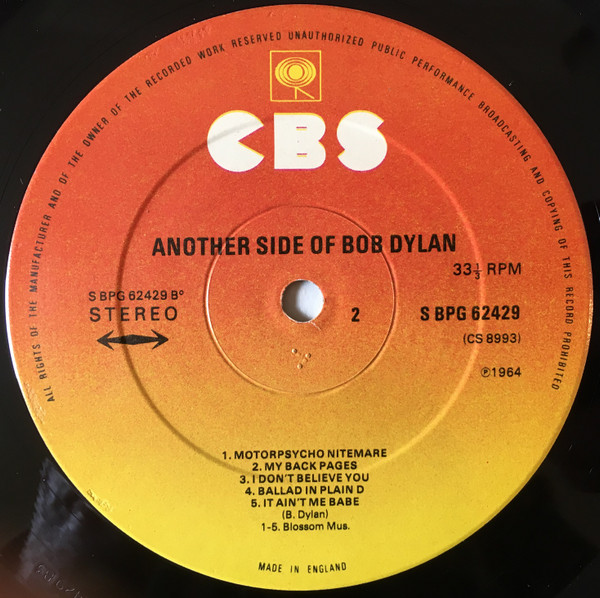 ALL RIGHTS OF THE MANUFACTURER AND OF THE OWNER OF THE RECORDED WORK RESERVED UNAUTHORIZED PUBLIC PERFORMANCE BROADCASTING AND COPYING OF THIS RECORD PROHIBITED
CBS
ANOTHER SIDE OF BOB DYLAN
33⅓ RPM
S BPG 62429 B°
STEREO
2
S BPG 62429
(CS 8993)
℗1964
1. MOTORPSYCHO NITEMARE
2. MY BACK PAGES
3. I DON'T BELIEVE YOU
4. BALLAD IN PLAIN D
5. IT AIN'T ME BABE
(B. Dylan)
1-5. Blossom Mus.
MADE IN ENGLAND